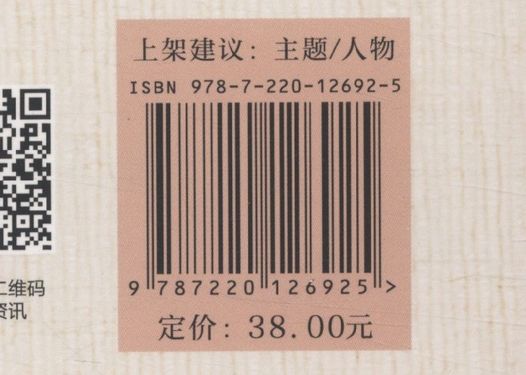 上架建议：主题/人物
ISBN 978-7-220-12692-5
9 787220 126925 >
定价：38.00元
二维码
资讯